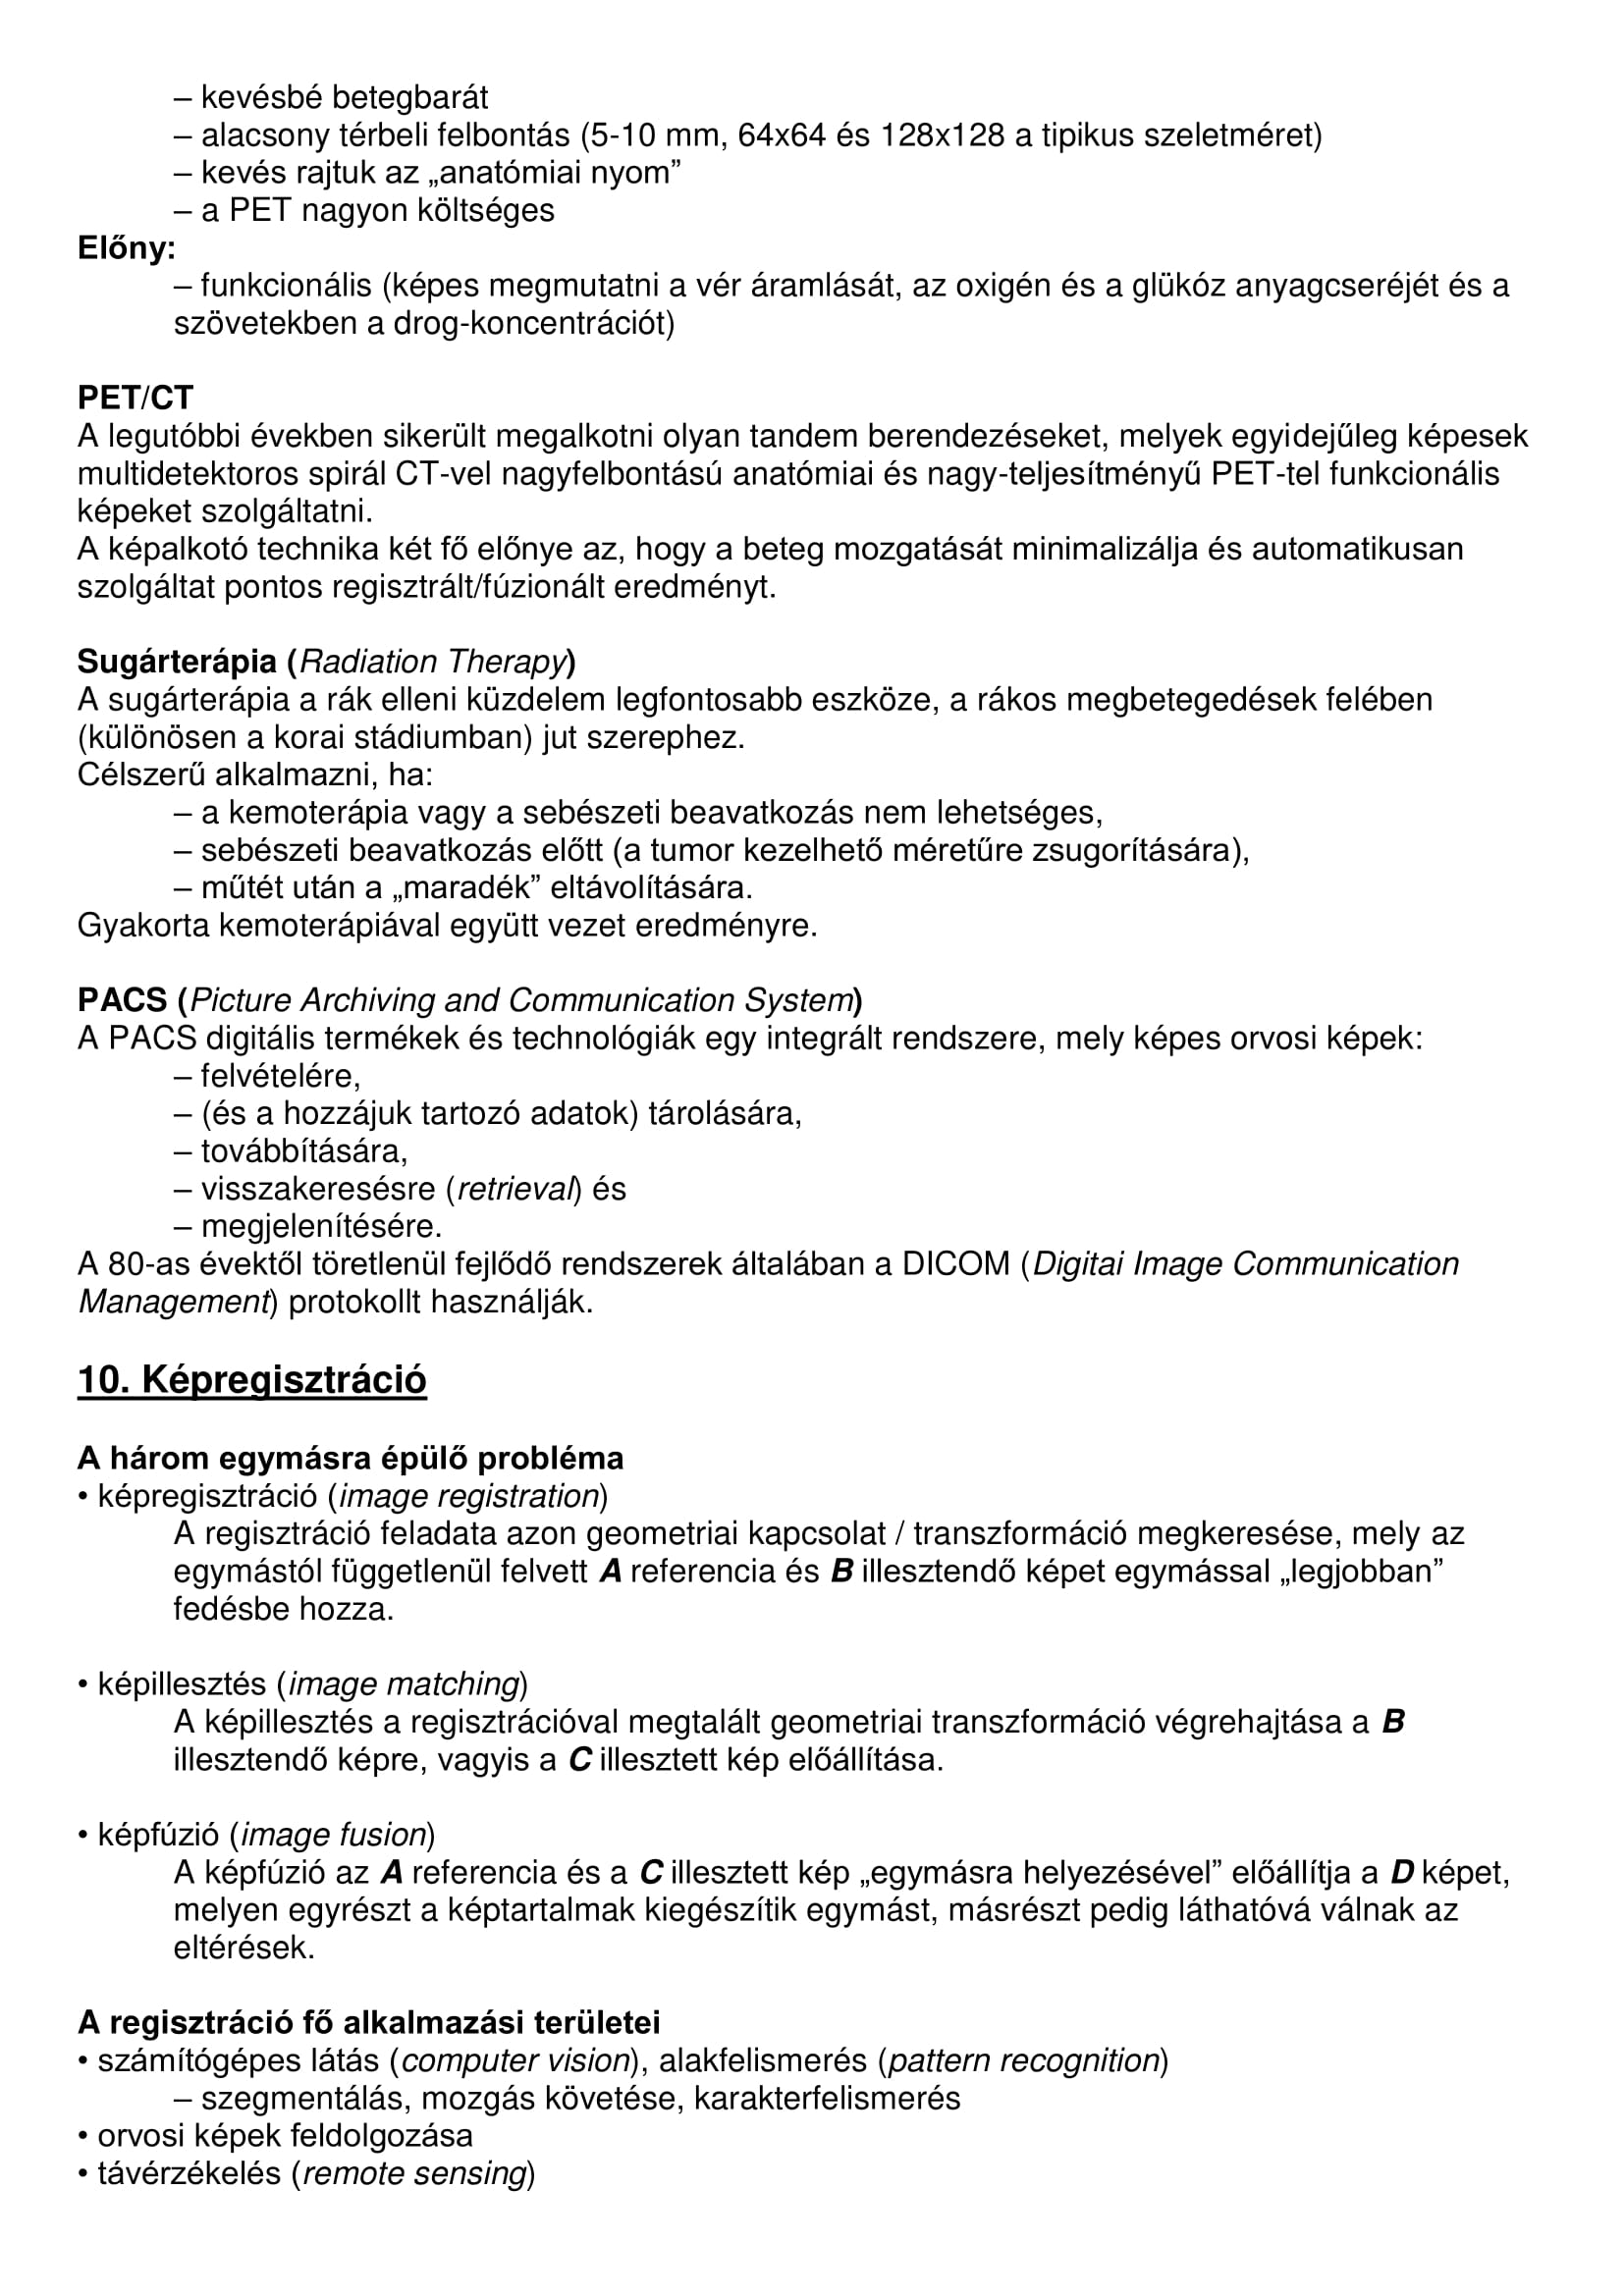 – kevésbé betegbarát
– alacsony térbeli felbontás (5-10 mm, 64x64 és 128x128 a tipikus szeletméret)
– kevés rajtuk az „anatómiai nyom”
– a PET nagyon költséges
Előny:
– funkcionális (képes megmutatni a vér áramlását, az oxigén és a glükóz anyagcseréjét és a
szövetekben a drog-koncentrációt)
PET/CT
A legutóbbi években sikerült megalkotni olyan tandem berendezéseket, melyek egyidejűleg képesek
multidetektoros spirál CT-vel nagyfelbontású anatómiai és nagy-teljesítményű PET-tel funkcionális
képeket szolgáltatni.
A képalkotó technika két fő előnye az, hogy a beteg mozgatását minimalizálja és automatikusan
szolgáltat pontos regisztrált/fúzionált eredményt.
Sugárterápia (Radiation Therapy)
A sugárterápia a rák elleni küzdelem legfontosabb eszköze, a rákos megbetegedések felében
(különösen a korai stádiumban) jut szerephez.
Célszerű alkalmazni, ha:
– a kemoterápia vagy a sebészeti beavatkozás nem lehetséges,
– sebészeti beavatkozás előtt (a tumor kezelhető méretűre zsugorítására),
– műtét után a „maradék” eltávolítására.
Gyakorta kemoterápiával együtt vezet eredményre.
PACS (Picture Archiving and Communication System)
A PACS digitális termékek és technológiák egy integrált rendszere, mely képes orvosi képek:
– felvételére,
– (és a hozzájuk tartozó adatok) tárolására,
– továbbítására,
– visszakeresésre (retrieval) és
– megjelenítésére.
A 80-as évektől töretlenül fejlődő rendszerek általában a DICOM (Digitai Image Communication
Management) protokollt használják.
10. Képregisztráció
A három egymásra épülő probléma
• képregisztráció (image registration)
A regisztráció feladata azon geometriai kapcsolat / transzformáció megkeresése, mely az
egymástól függetlenül felvett A referencia és B illesztendő képet egymással „legjobban”
fedésbe hozza.
• képillesztés (image matching)
A képillesztés a regisztrációval megtalált geometriai transzformáció végrehajtása a B
illesztendő képre, vagyis a C illesztett kép előállítása.
• képfúzió (image fusion)
A képfúzió az A referencia és a C illesztett kép „egymásra helyezésével” előállítja a D képet,
melyen egyrészt a képtartalmak kiegészítik egymást, másrészt pedig láthatóvá válnak az
eltérések.
A regisztráció fő alkalmazási területei
• számítógépes látás (computer vision), alakfelismerés (pattern recognition)
– szegmentálás, mozgás követése, karakterfelismerés
• orvosi képek feldolgozása
• távérzékelés (remote sensing)